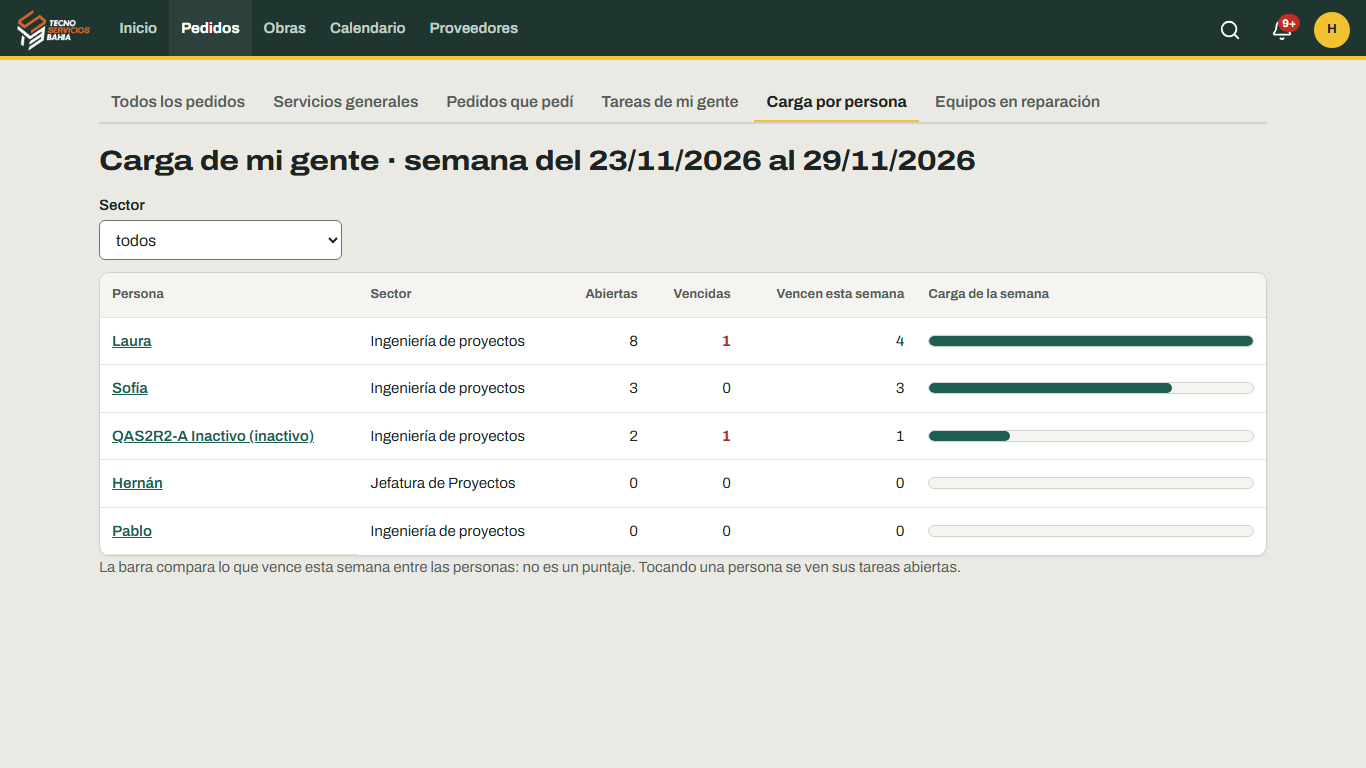 TECNO
SERVICIOS
BAHIA
Inicio Pedidos Obras Calendario Proveedores 9+ H
Todos los pedidos Servicios generales Pedidos que pedí Tareas de mi gente Carga por persona Equipos en reparación
Carga de mi gente · semana del 23/11/2026 al 29/11/2026
Sector
todos
Persona Sector Abiertas Vencidas Vencen esta semana Carga de la semana
Laura Ingeniería de proyectos 8 1 4
Sofía Ingeniería de proyectos 3 0 3
QAS2R2-A Inactivo (inactivo) Ingeniería de proyectos 2 1 1
Hernán Jefatura de Proyectos 0 0 0
Pablo Ingeniería de proyectos 0 0 0
La barra compara lo que vence esta semana entre las personas: no es un puntaje. Tocando una persona se ven sus tareas abiertas.